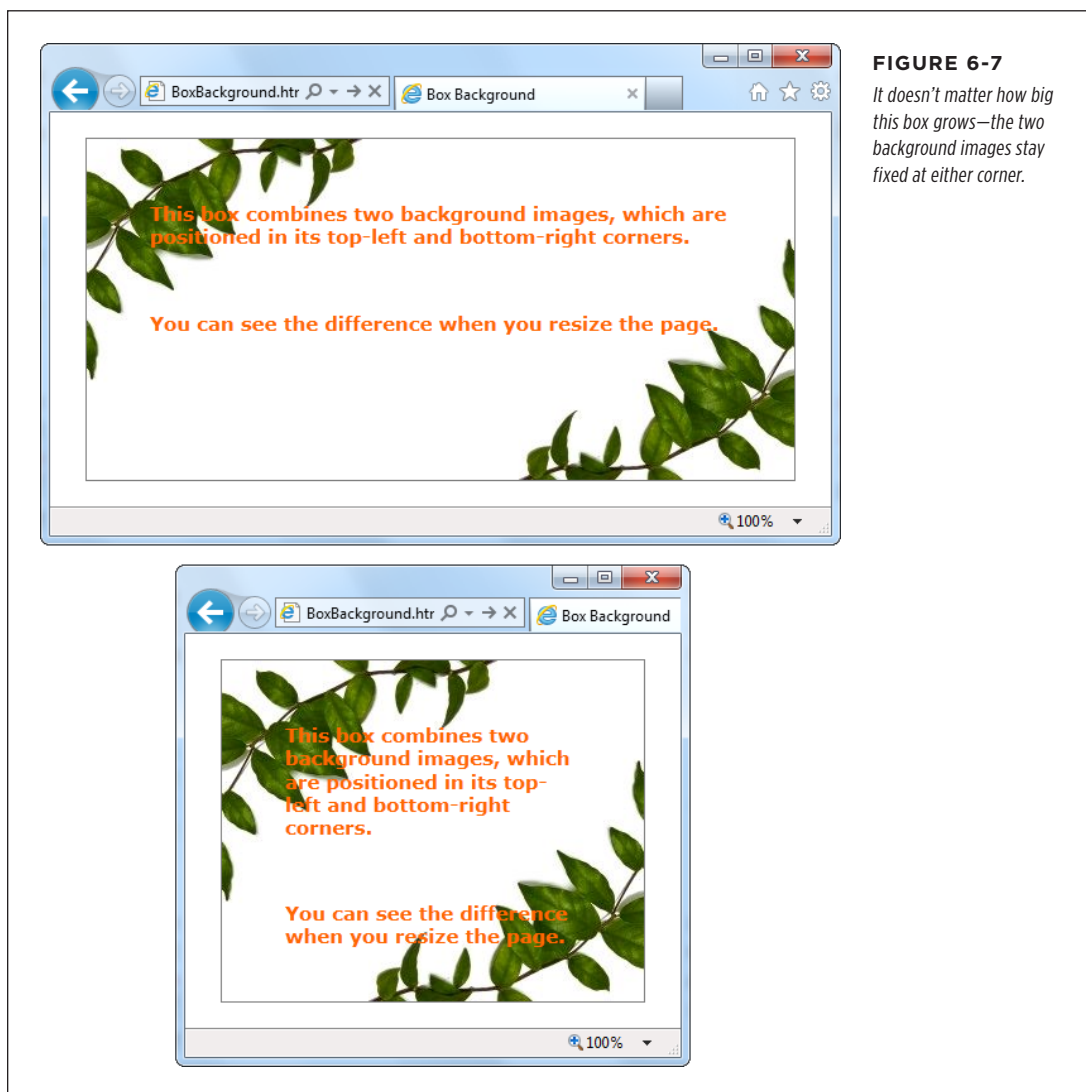 BoxBackground.htr
Box Background
This box combines two background images, which are
positioned in its top-left and bottom-right corners.
You can see the difference when you resize the page.
100%
FIGURE 6-7
It doesn't matter how big
this box grows—the two
background images stay
fixed at either corner.
BoxBackground.htr
Box Background
This box combines two
background images, which
are positioned in its top-
left and bottom-right
corners.
You can see the difference
when you resize the page.
100%